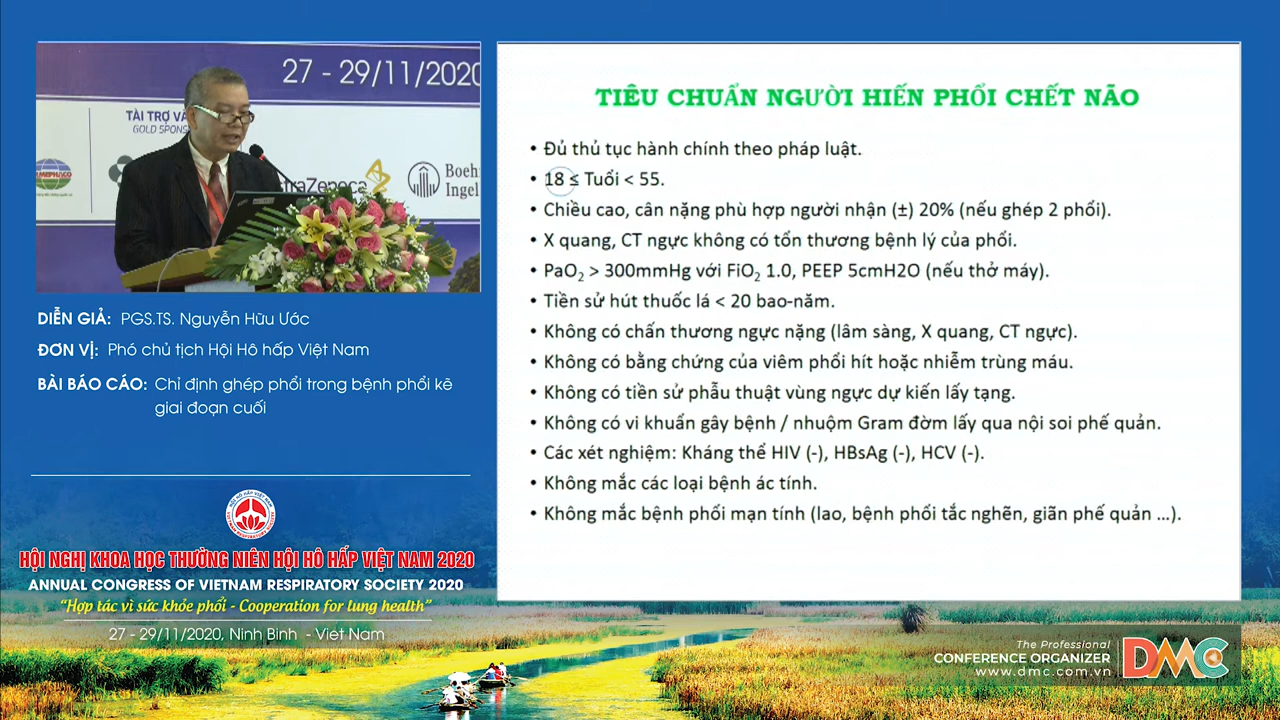 27 - 29/11/2020
TÀI TRỢ VÀ
GOLD SPONS
MEPHACO
traZeneca
Boeh
Ingel
DIỄN GIẢ: PGS.TS. Nguyễn Hữu Ước
ĐƠN VỊ: Phó chủ tịch Hội Hô hấp Việt Nam
BÀI BÁO CÁO: Chỉ định ghép phổi trong bệnh phổi kẽ
giai đoạn cuối
HỘI HÔ HẤP VIỆT NAM
HỘI NGHỊ KHOA HỌC THƯỜNG NIÊN HỘI HÔ HẤP VIỆT NAM 2020
ANNUAL CONGRESS OF VIETNAM RESPIRATORY SOCIETY 2020
“Hợp tác vì sức khỏe phổi - Cooperation for lung health”
27 - 29/11/2020, Ninh Binh - Viet Nam
TIÊU CHUẨN NGƯỜI HIẾN PHỔI CHẾT NÃO
• Đủ thủ tục hành chính theo pháp luật.
• 18 ≤ Tuổi < 55.
• Chiều cao, cân nặng phù hợp người nhận (±) 20% (nếu ghép 2 phổi).
• X quang, CT ngực không có tổn thương bệnh lý của phổi.
• PaO₂ > 300mmHg với FiO₂ 1.0, PEEP 5cmH2O (nếu thở máy).
• Tiền sử hút thuốc lá < 20 bao-năm.
• Không có chấn thương ngực nặng (lâm sàng, X quang, CT ngực).
• Không có bằng chứng của viêm phổi hít hoặc nhiễm trùng máu.
• Không có tiền sử phẫu thuật vùng ngực dự kiến lấy tạng.
• Không có vi khuẩn gây bệnh / nhuộm Gram đờm lấy qua nội soi phế quản.
• Các xét nghiệm: Kháng thể HIV (-), HBsAg (-), HCV (-).
• Không mắc các loại bệnh ác tính.
• Không mắc bệnh phổi mạn tính (lao, bệnh phổi tắc nghẽn, giãn phế quản ...).
The Professional
CONFERENCE ORGANIZER
www.dmc.com.vn
DMC